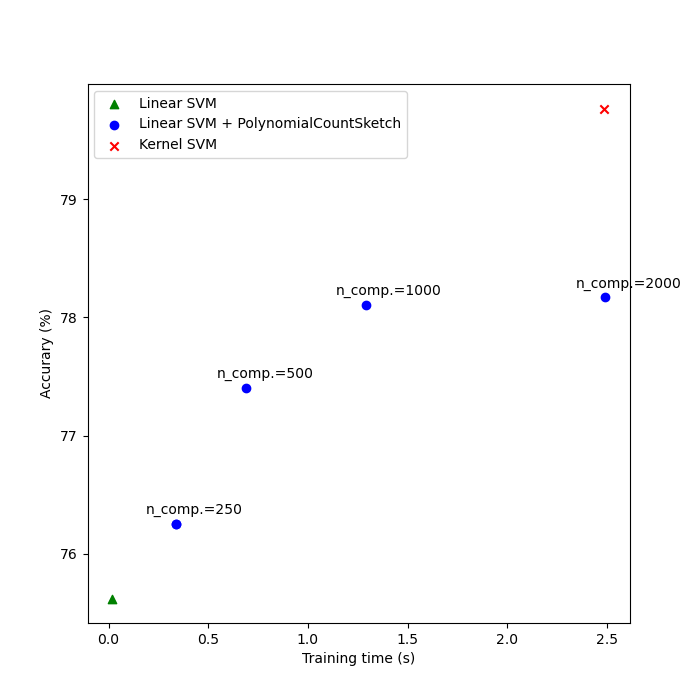 Linear SVM
Linear SVM + PolynomialCountSketch
Kernel SVM
79
n_comp.=2000
n_comp.=1000
78
n_comp.=500
77
n_comp.=250
76
Accurary (%)
0.0 0.5 1.0 1.5 2.0 2.5
Training time (s)